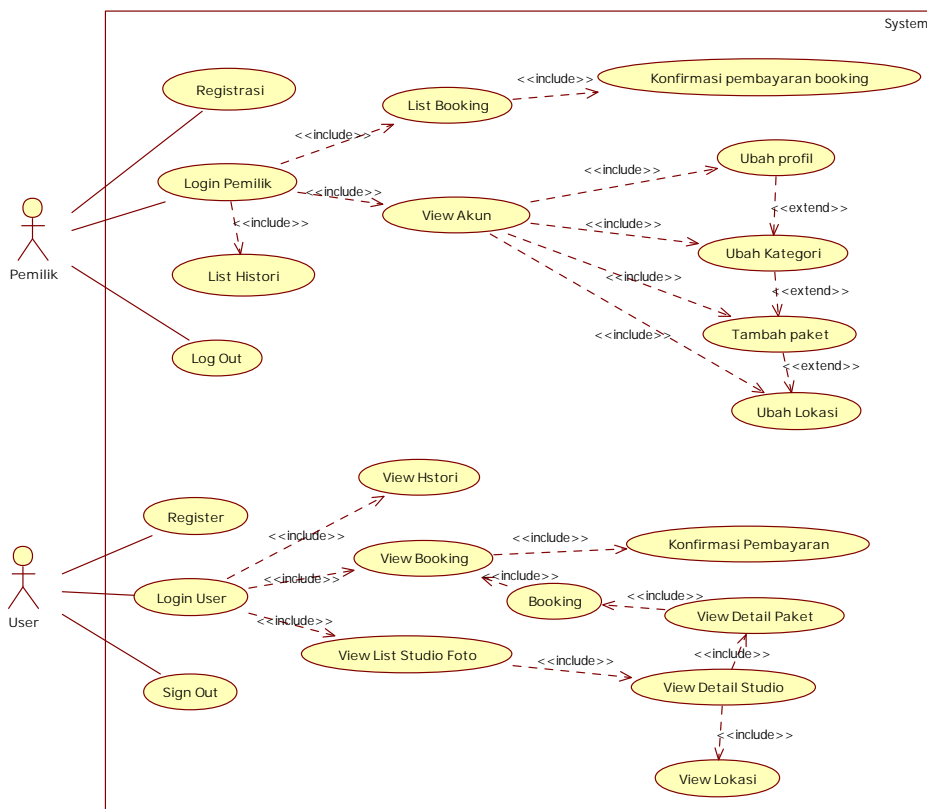 System
Registrasi
List Booking
<<include>>
Konfirmasi pembayaran booking
<<include>>
Login Pemilik
<<include>>
View Akun
<<include>>
Ubah profil
<<extend>>
<<include>>
List Histori
<<include>>
Ubah Kategori
<<include>>
<<extend>>
Pemilik
<<include>>
Tambah paket
Log Out
<<extend>>
Ubah Lokasi
View Hstori
Register
<<include>>
View Booking
<<include>>
Konfirmasi Pembayaran
<<include>>
<<include>>
Login User
Booking
<<include>>
View Detail Paket
User
<<include>>
View List Studio Foto
<<include>>
<<include>>
View Detail Studio
Sign Out
<<include>>
View Lokasi